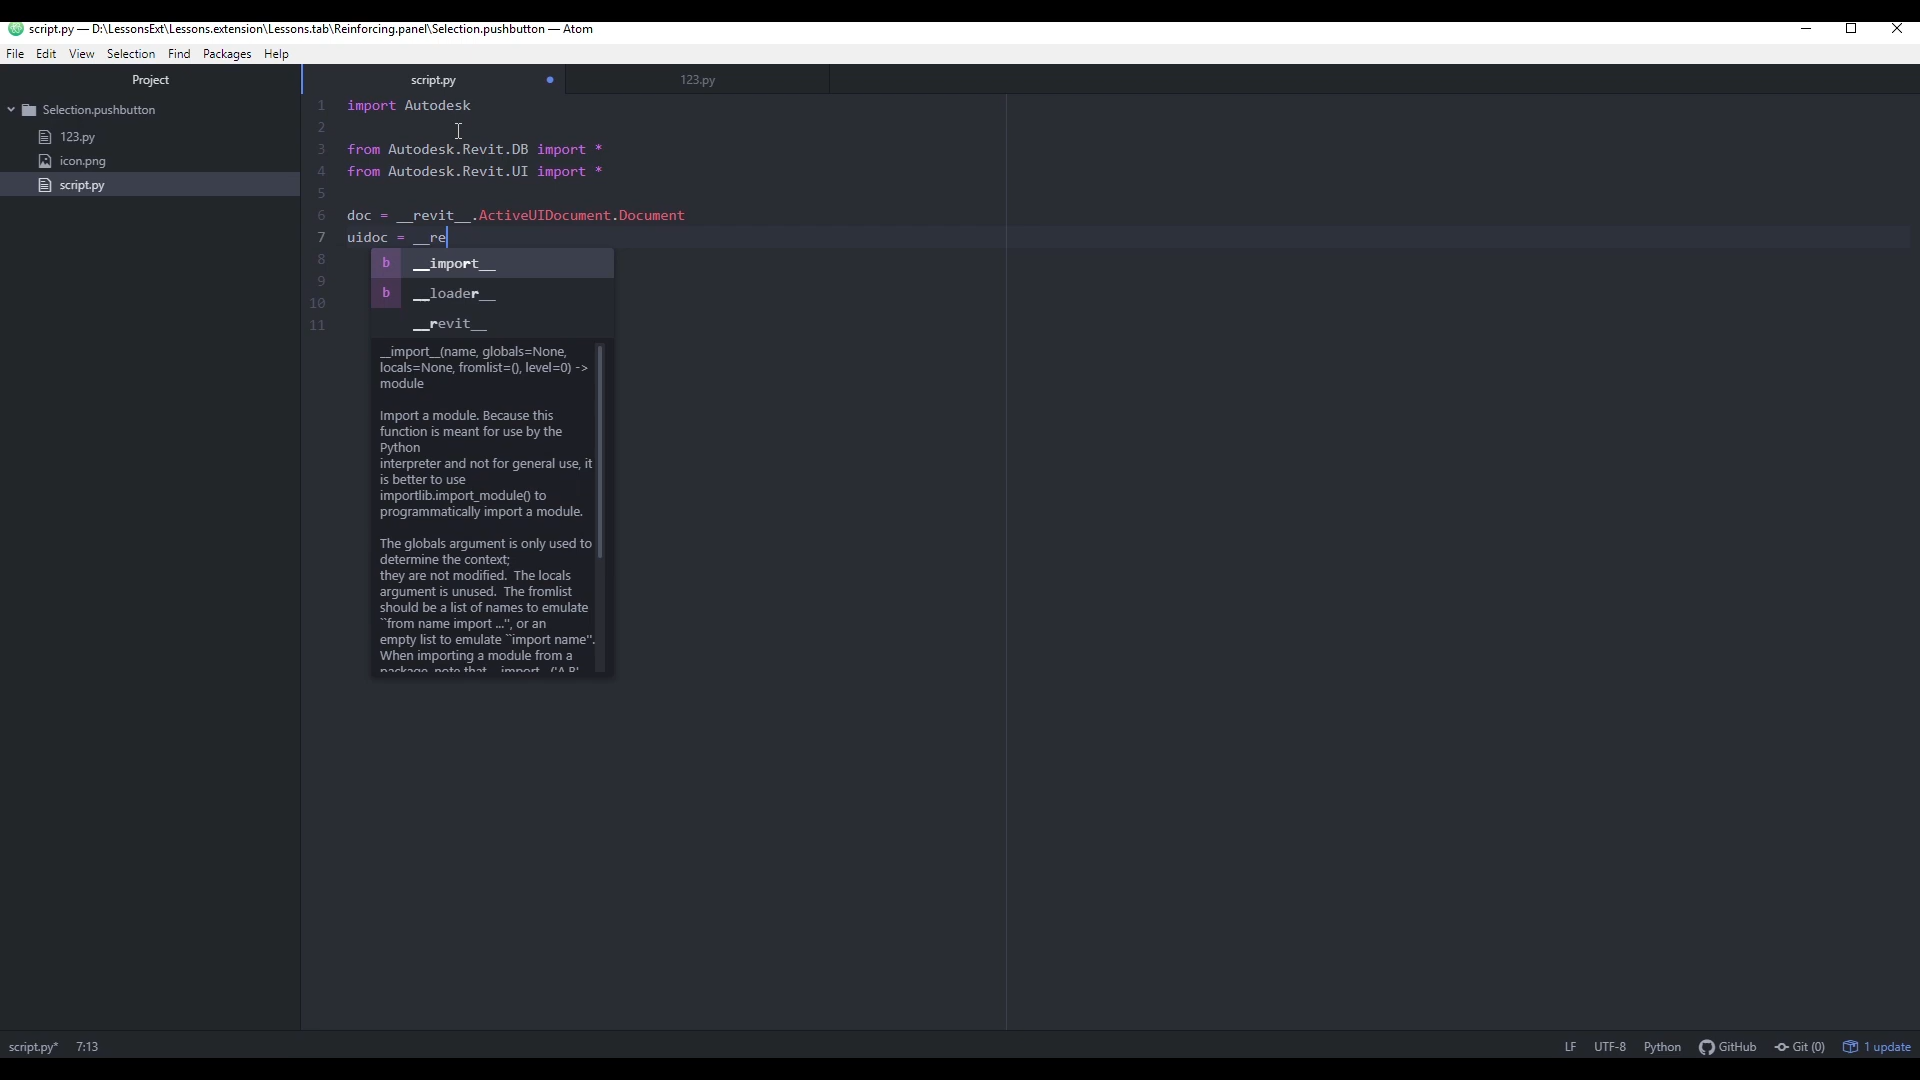 script.py — D:\LessonsExt\Lessons.extension\Lessons.tab\Reinforcing.panel\Selection.pushbutton — Atom
File Edit View Selection Find Packages Help
Project
Selection.pushbutton
123.py
icon.png
script.py
script.py
123.py
1 import Autodesk
2
3 from Autodesk.Revit.DB import *
4 from Autodesk.Revit.UI import *
5
6 doc = __revit__.ActiveUIDocument.Document
7 uidoc = __re
8
9
10
11
b __import__
b __loader__
__revit__
__import__(name, globals=None,
locals=None, fromlist=(), level=0) ->
module
Import a module. Because this
function is meant for use by the
Python
interpreter and not for general use, it
is better to use
importlib.import_module() to
programmatically import a module.
The globals argument is only used to
determine the context;
they are not modified. The locals
argument is unused. The fromlist
should be a list of names to emulate
``from name import ...'', or an
empty list to emulate ``import name''.
When importing a module from a
package, note that __import__('A.B',
script.py* 7:13
LF UTF-8 Python GitHub Git (0) 1 update